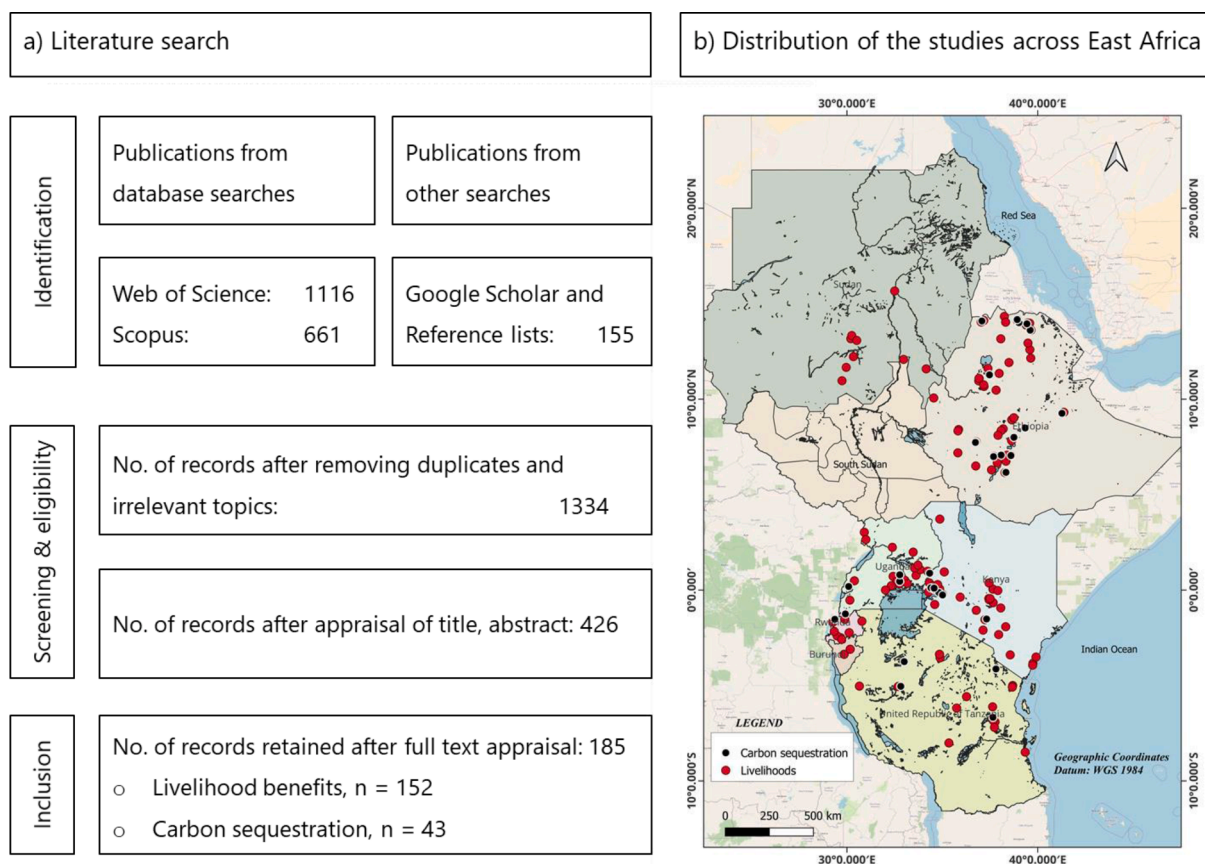 a) Literature search
b) Distribution of the studies across East Africa
Identification
Publications from
database searches
Publications from
other searches
Web of Science: 1116
Scopus: 661
Google Scholar and
Reference lists: 155
Screening & eligibility
No. of records after removing duplicates and
irrelevant topics: 1334
No. of records after appraisal of title, abstract: 426
Inclusion
No. of records retained after full text appraisal: 185
o Livelihood benefits, n = 152
o Carbon sequestration, n = 43
30°0.000′E
40°0.000′E
20°0.000′N
10°0.000′N
0°0.000′
10°0.000′S
20°0.000′N
10°0.000′N
0°0.000′
10°0.000′S
Red Sea
Sudan
Ethiopia
South Sudan
Uganda
Kenya
Rwanda
Burundi
Indian Ocean
United Republic of Tanzania
LEGEND
Carbon sequestration
Livelihoods
Geographic Coordinates
Datum: WGS 1984
0 250 500 km
30°0.000′E
40°0.000′E